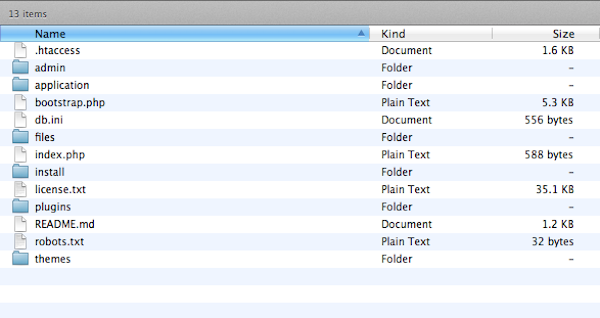 13 items
Name Kind Size
.htaccess Document 1.6 KB
admin Folder –
application Folder –
bootstrap.php Plain Text 5.3 KB
db.ini Document 556 bytes
files Folder –
index.php Plain Text 588 bytes
install Folder –
license.txt Plain Text 35.1 KB
plugins Folder –
README.md Document 1.2 KB
robots.txt Plain Text 32 bytes
themes Folder –